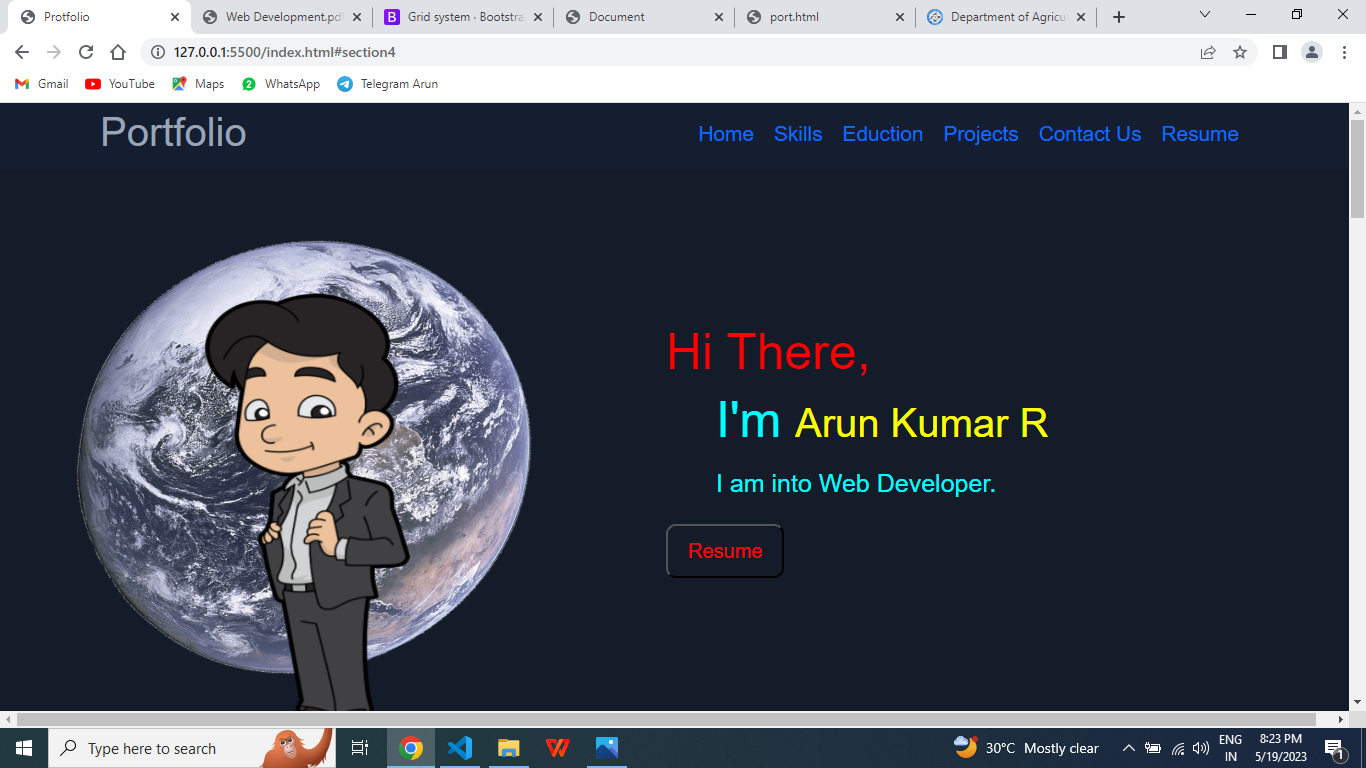 Protfolio
Web Development.pdf
Grid system · Bootstra
Document
port.html
Department of Agricul
127.0.0.1:5500/index.html#section4
Gmail
YouTube
Maps
2
WhatsApp
Telegram Arun
Portfolio
Home Skills Eduction Projects Contact Us Resume
Hi There,
I'm Arun Kumar R
I am into Web Developer.
Resume
Type here to search
30°C Mostly clear
ENG
IN
8:23 PM
5/19/2023
1